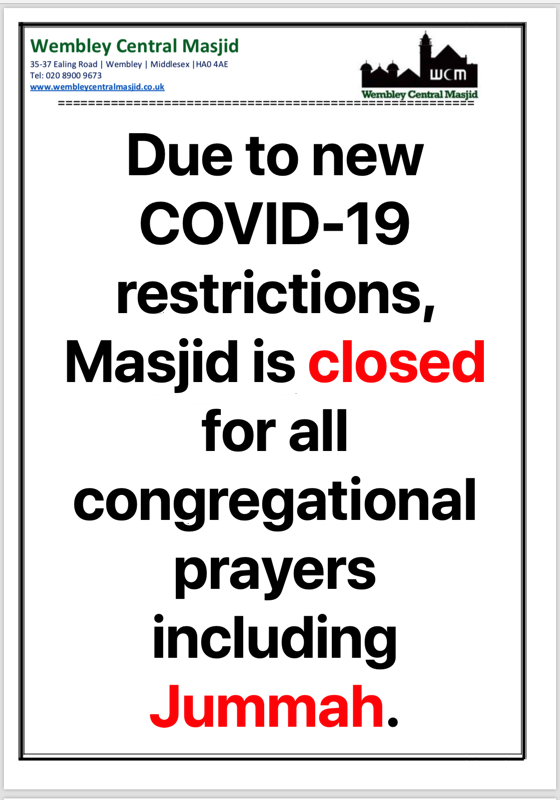 Wembley Central Masjid
35-37 Ealing Road | Wembley | Middlesex |HA0 4AE
Tel: 020 8900 9673
www.wembleycentralmasjid.co.uk
wcm
Wembley Central Masjid
Due to new
COVID-19
restrictions,
Masjid is closed
for all
congregational
prayers
including
Jummah.